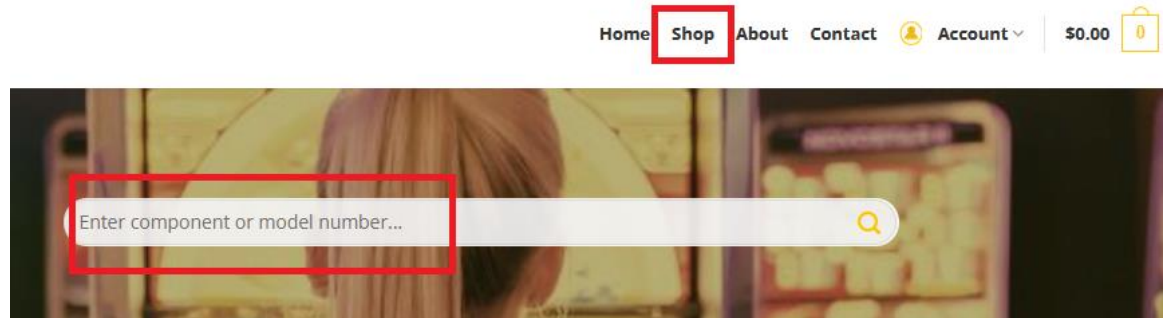 Home Shop About Contact Account $0.00 0
Enter component or model number...